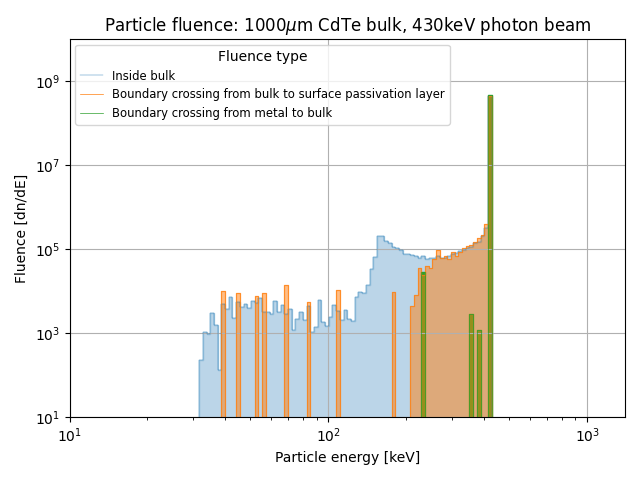 Particle fluence: 1000μm CdTe bulk, 430keV photon beam
Fluence type
Inside bulk
Boundary crossing from bulk to surface passivation layer
Boundary crossing from metal to bulk
Fluence [dn/dE]
10⁹
10⁷
10⁵
10³
10¹
10¹ 10² 10³
Particle energy [keV]